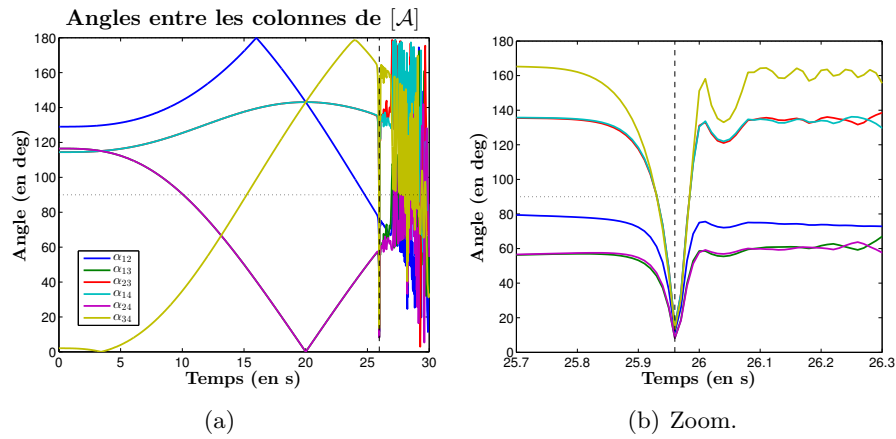 Angles entre les colonnes de [𝒜]
180
160
140
120
100
80
60
40
20
0
Angle (en deg)
α12
α13
α23
α14
α24
α34
0 5 10 15 20 25 30
Temps (en s)
(a)
180
160
140
120
100
80
60
40
20
0
Angle (en deg)
25.7 25.8 25.9 26 26.1 26.2 26.3
Temps (en s)
(b) Zoom.